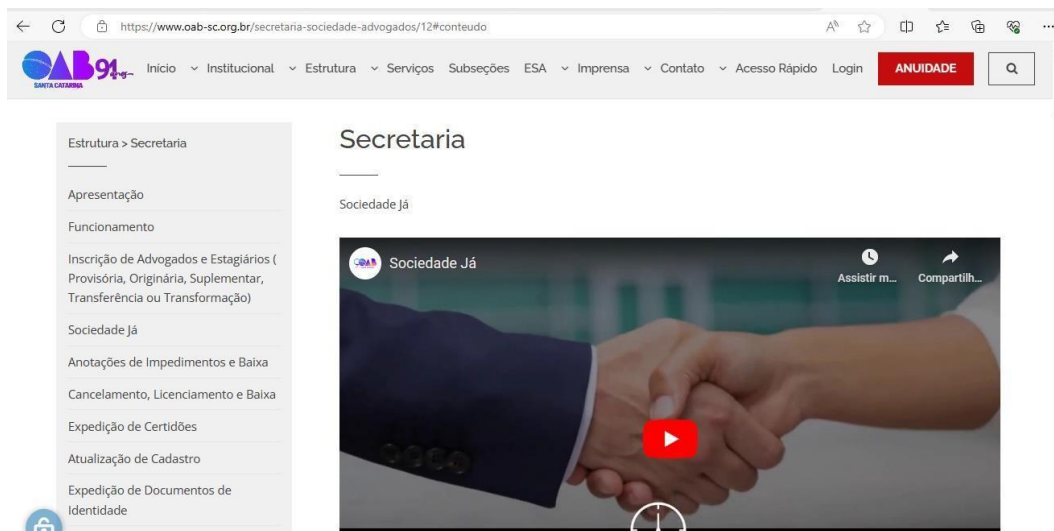 https://www.oab-sc.org.br/secretaria-sociedade-advogados/12#conteudo
OAB 91 anos
SANTA CATARINA
Início Institucional Estrutura Serviços Subseções ESA Imprensa Contato Acesso Rápido Login ANUIDADE
Estrutura > Secretaria
Apresentação
Funcionamento
Inscrição de Advogados e Estagiários (
Provisória, Originária, Suplementar,
Transferência ou Transformação)
Sociedade Já
Anotações de Impedimentos e Baixa
Cancelamento, Licenciamento e Baixa
Expedição de Certidões
Atualização de Cadastro
Expedição de Documentos de
Identidade
Secretaria
Sociedade Já
Sociedade Já
Assistir m...
Compartilh...